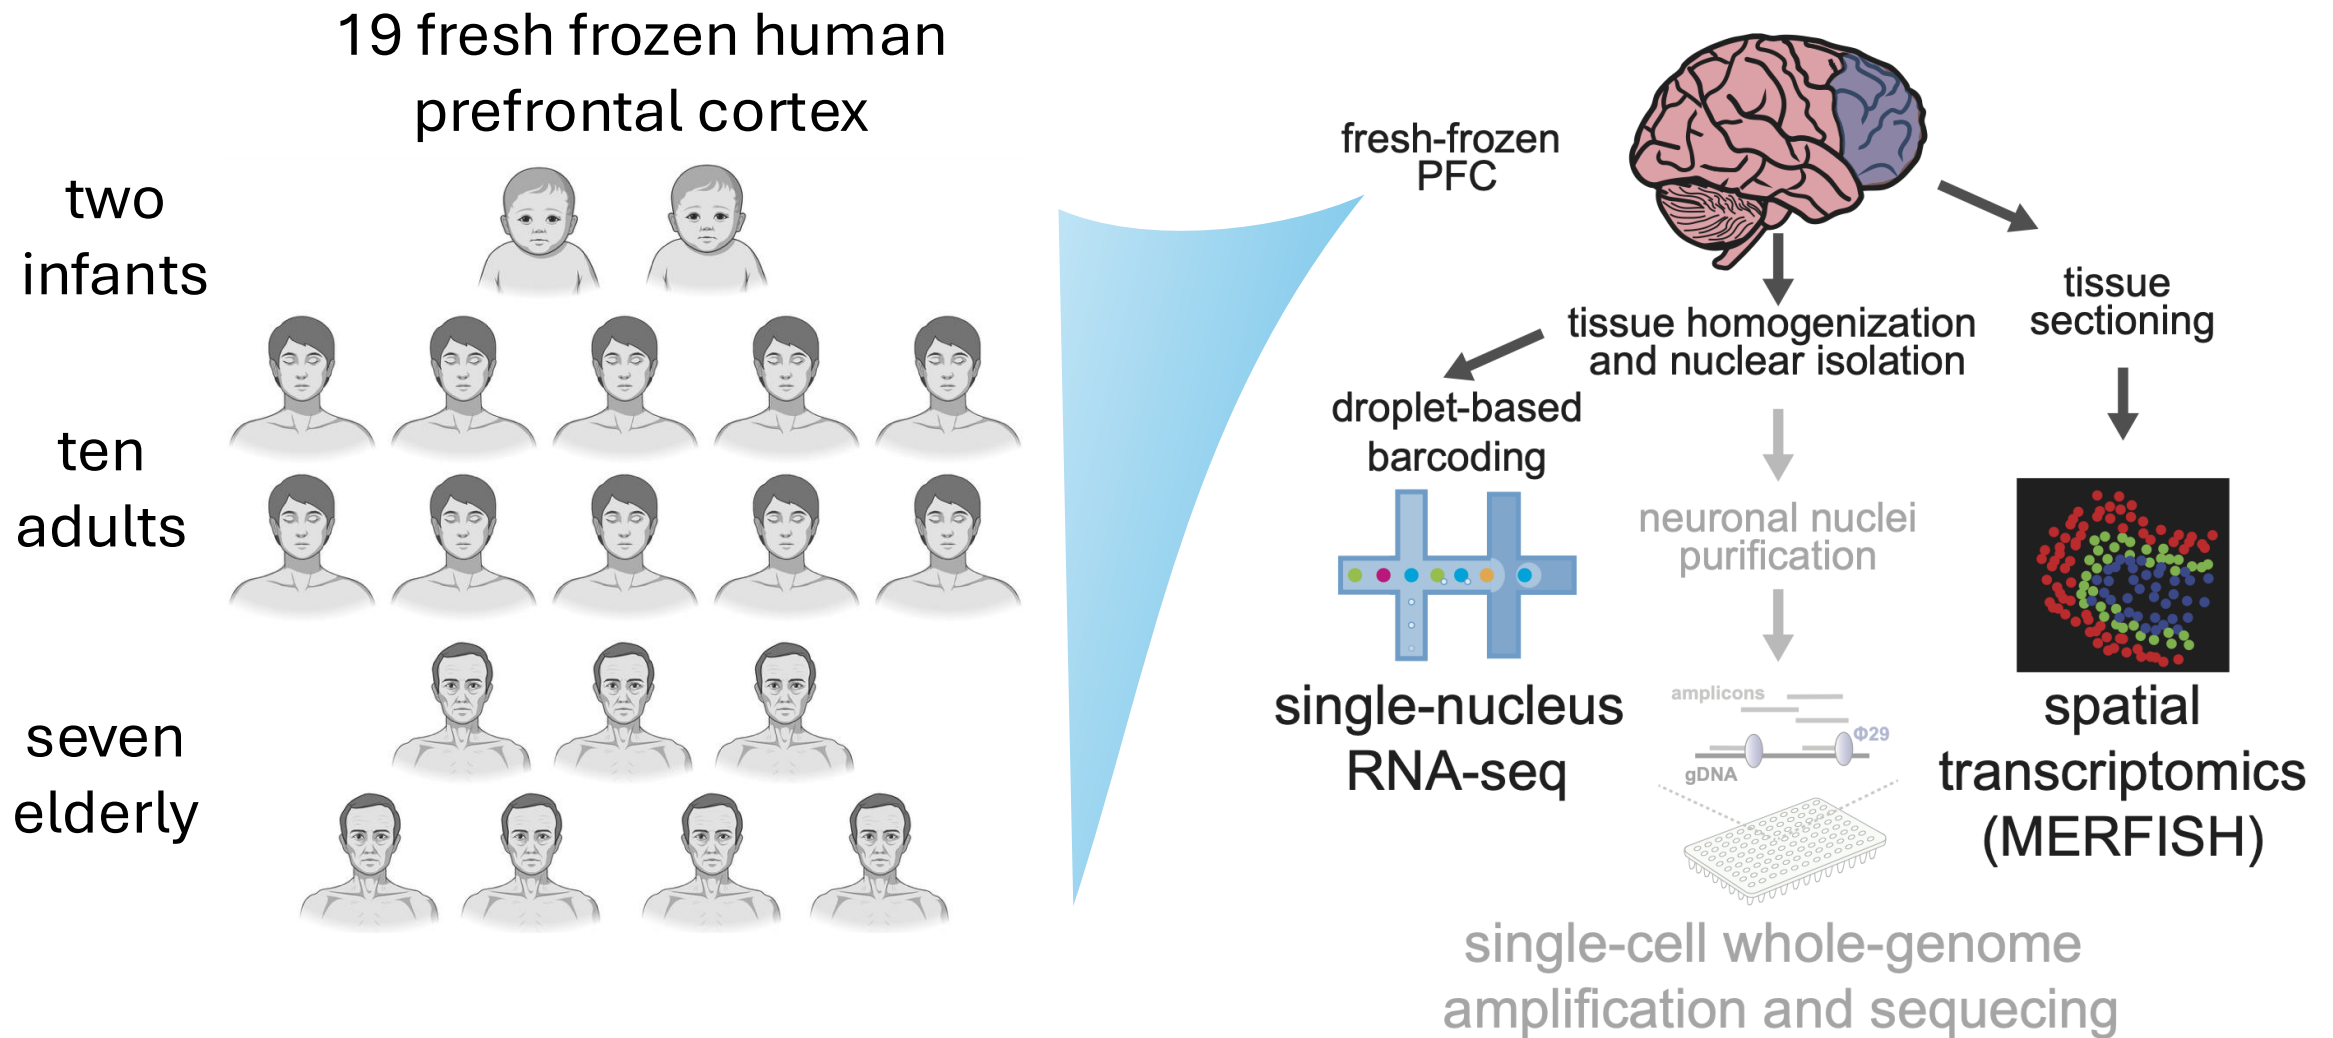 19 fresh frozen human
prefrontal cortex
two
infants
ten
adults
seven
elderly
fresh-frozen
PFC
tissue homogenization
and nuclear isolation
tissue
sectioning
droplet-based
barcoding
neuronal nuclei
purification
single-nucleus
RNA-seq
amplicons
Φ29
gDNA
spatial
transcriptomics
(MERFISH)
single-cell whole-genome
amplification and sequecing